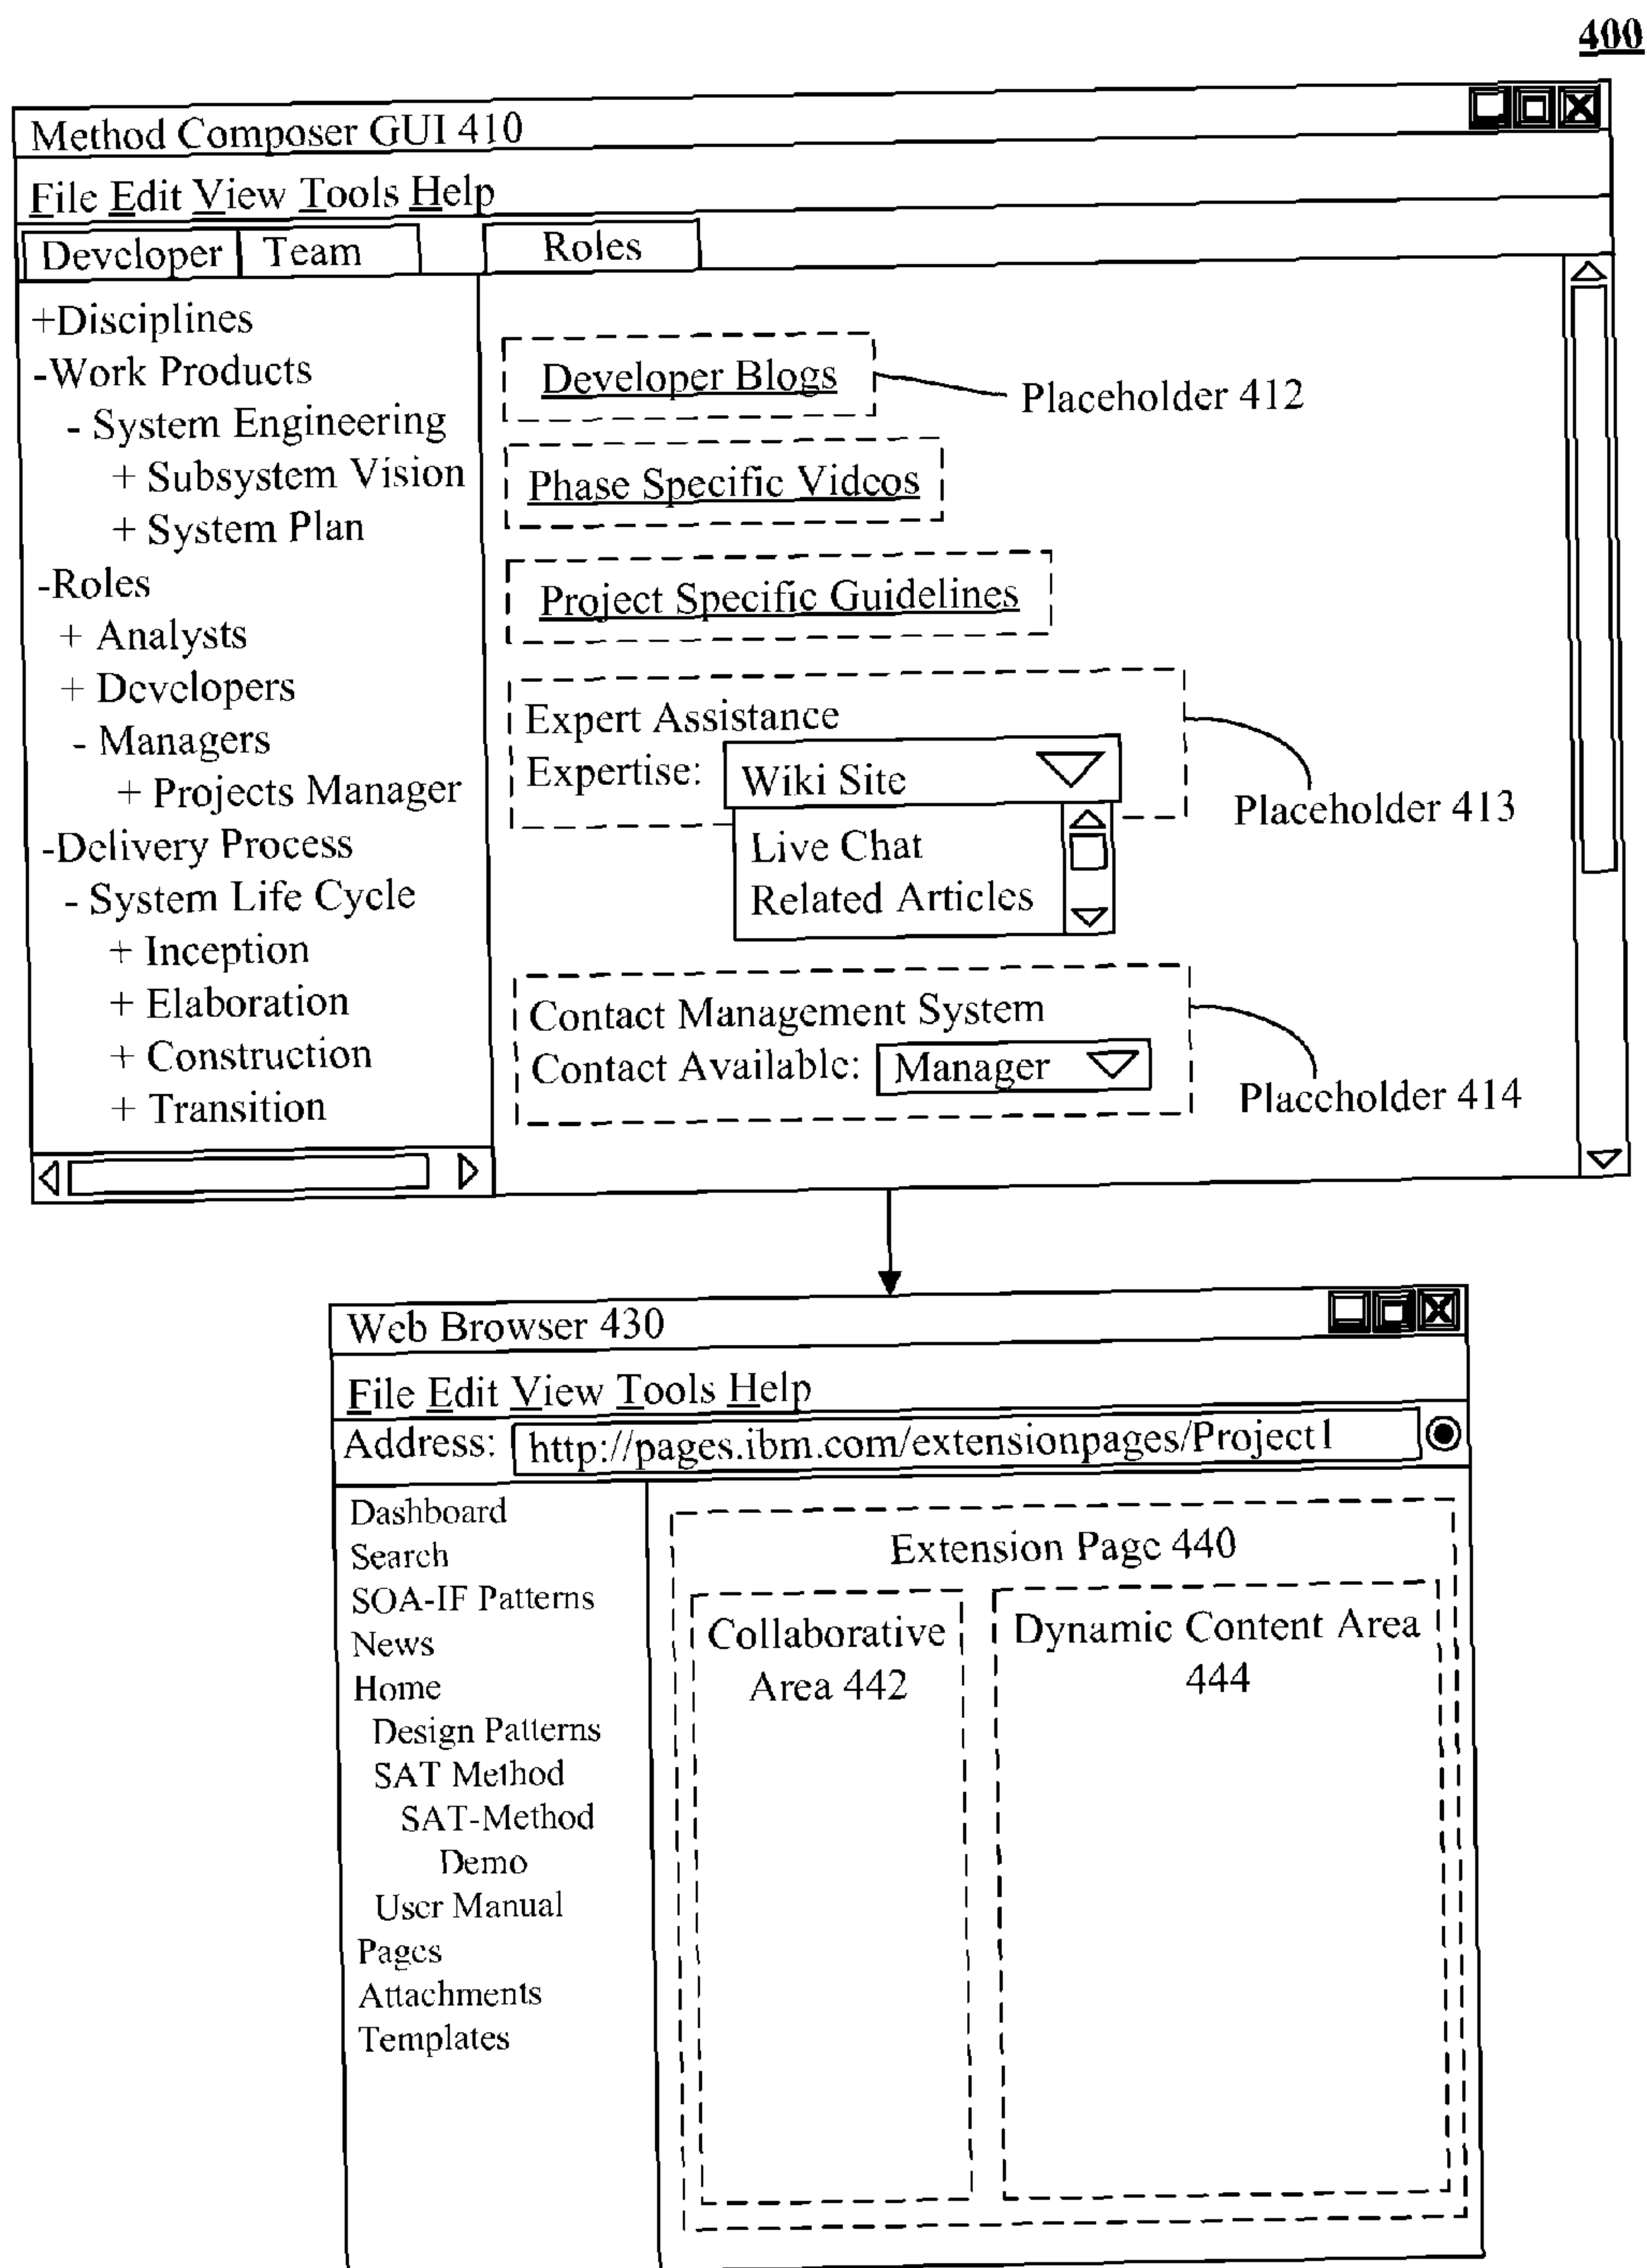 400
Method Composer GUI 410
File Edit View Tools Help
Developer Team Roles
+Disciplines
-Work Products
- System Engineering
+ Subsystem Vision
+ System Plan
-Roles
+ Analysts
+ Developers
- Managers
+ Projects Manager
-Delivery Process
- System Life Cycle
+ Inception
+ Elaboration
+ Construction
+ Transition
Developer Blogs
Placeholder 412
Phase Specific Videos
Project Specific Guidelines
Expert Assistance
Expertise: Wiki Site
Live Chat
Related Articles
Placeholder 413
Contact Management System
Contact Available: Manager
Placeholder 414
Web Browser 430
File Edit View Tools Help
Address: http://pages.ibm.com/extensionpages/Project1
Dashboard
Search
SOA-IF Patterns
News
Home
Design Patterns
SAT Method
SAT-Method
Demo
User Manual
Pages
Attachments
Templates
Extension Page 440
Collaborative
Area 442
Dynamic Content Area
444